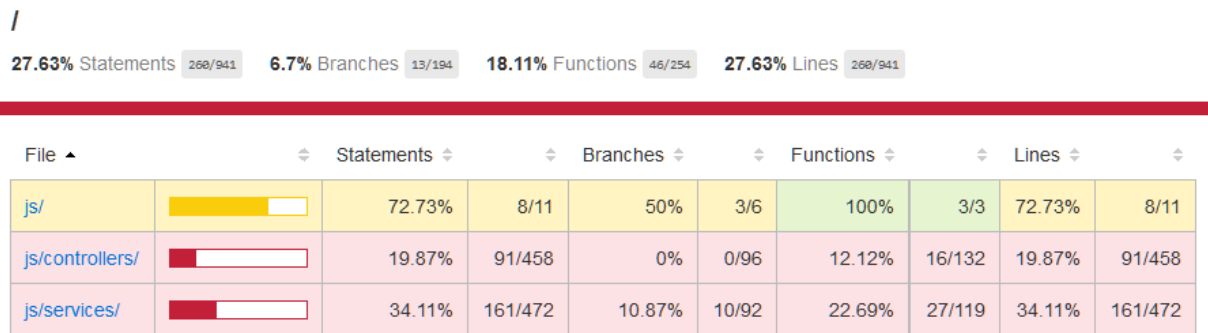 /
27.63% Statements 260/941 6.7% Branches 13/194 18.11% Functions 46/254 27.63% Lines 260/941
File Statements Branches Functions Lines
js/ 72.73% 8/11 50% 3/6 100% 3/3 72.73% 8/11
js/controllers/ 19.87% 91/458 0% 0/96 12.12% 16/132 19.87% 91/458
js/services/ 34.11% 161/472 10.87% 10/92 22.69% 27/119 34.11% 161/472